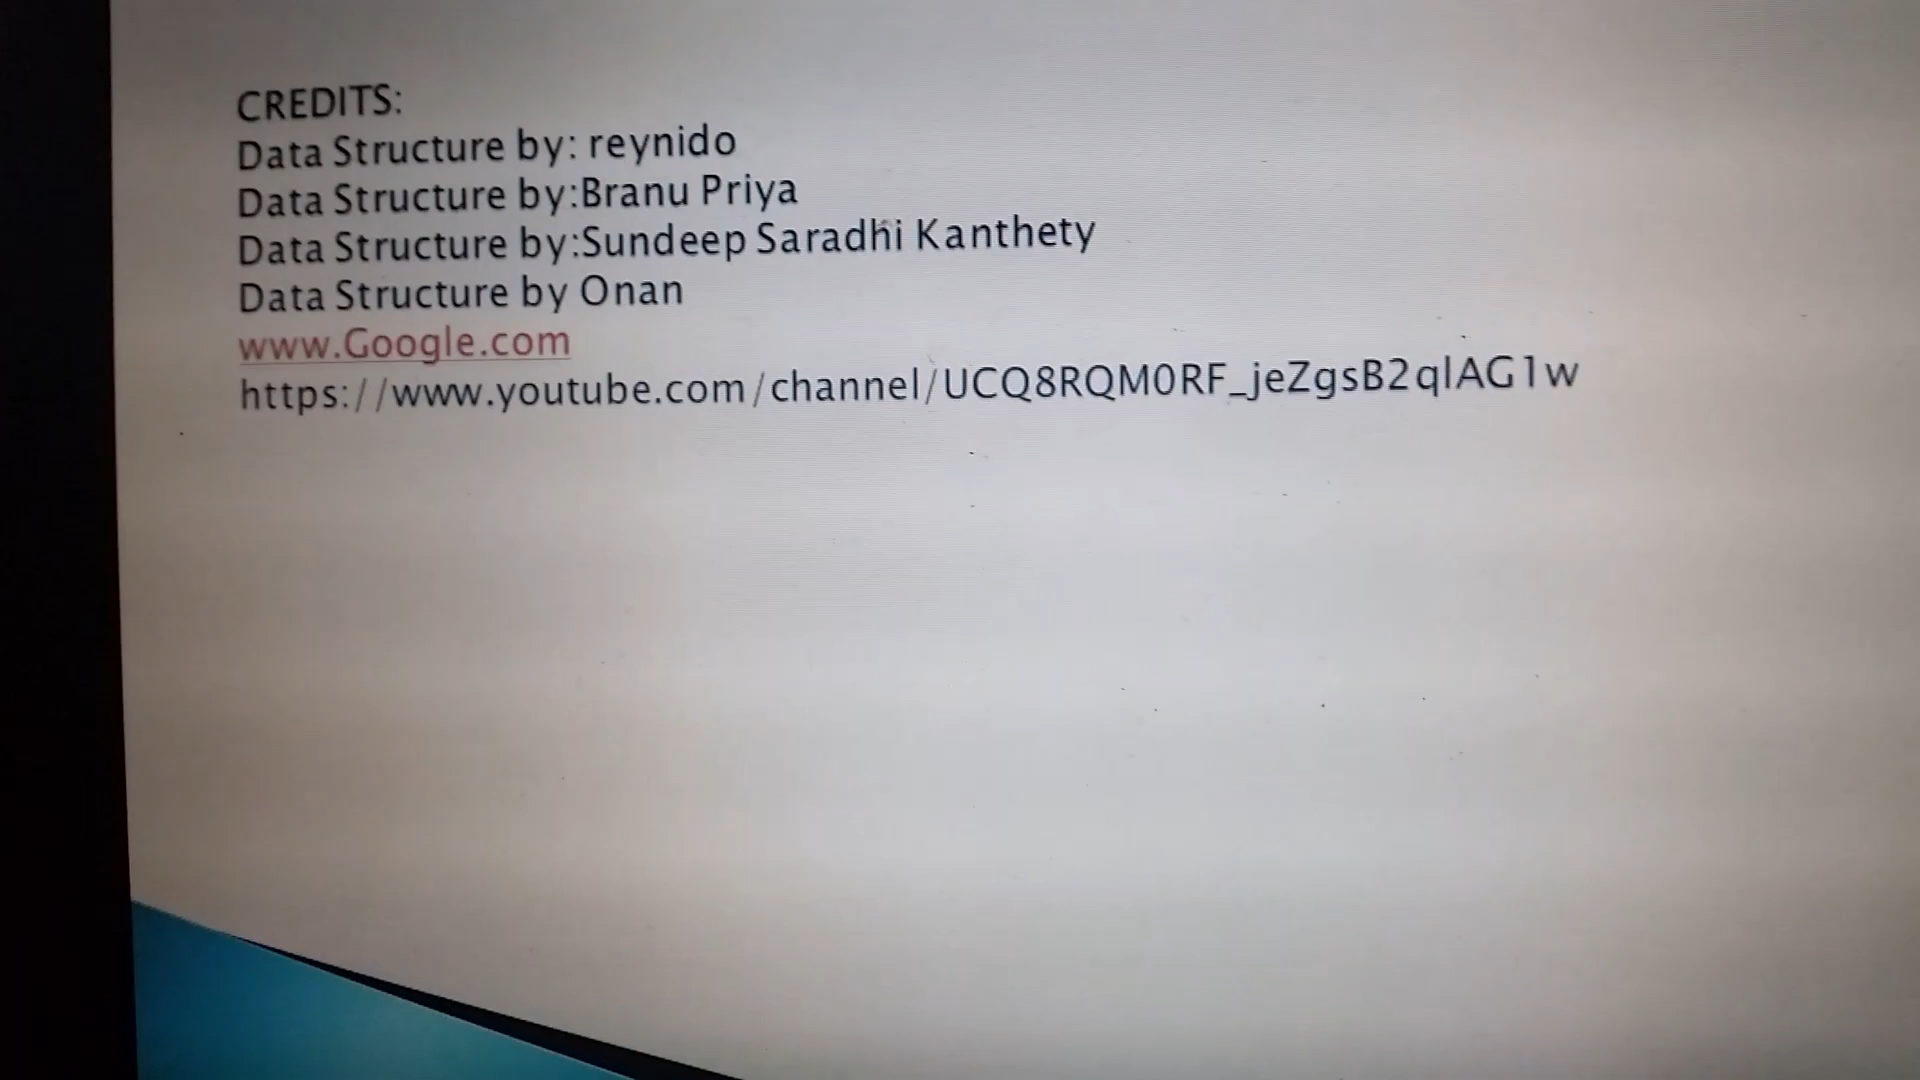 CREDITS:
Data Structure by: reynido
Data Structure by:Branu Priya
Data Structure by:Sundeep Saradhi Kanthety
Data Structure by Onan
www.Google.com
https://www.youtube.com/channel/UCQ8RQM0RF_jeZgsB2qlAG1w